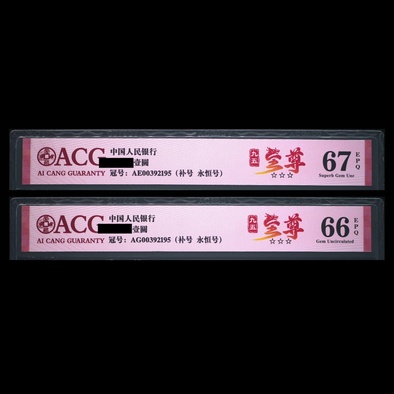 ACG
AI CANG GUARANTY
中国人民银行
壹圆
冠号：AE00392195（补号 永恒号）
九五
至尊
67
EPQ
Superb Gem Unc
ACG
AI CANG GUARANTY
中国人民银行
壹圆
冠号：AG00392195（补号 永恒号）
九五
至尊
66
EPQ
Gem Uncirculated